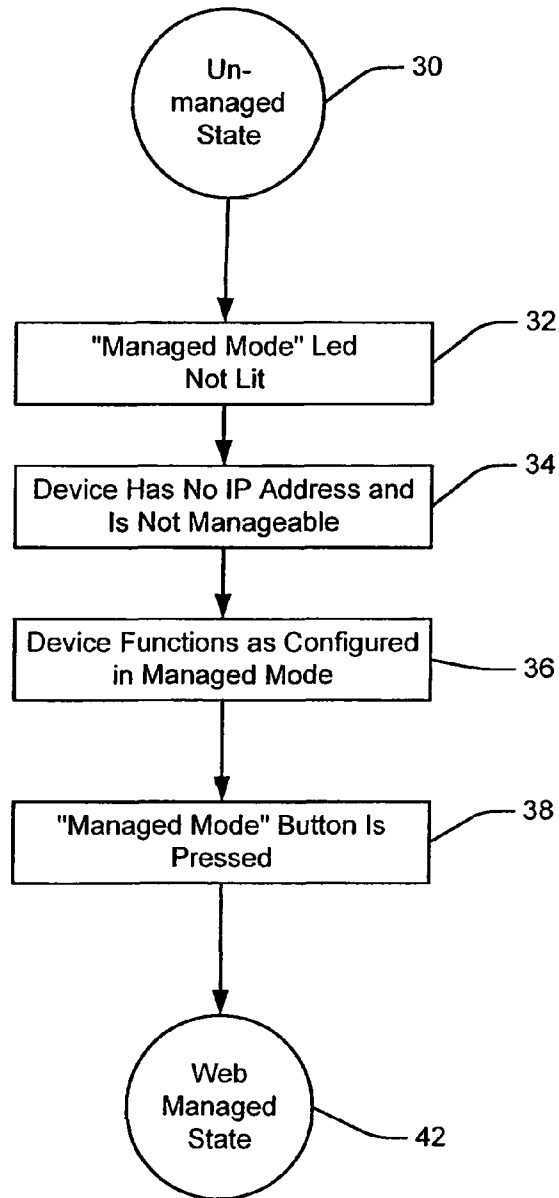 Un-
managed
State
30
"Managed Mode" Led
Not Lit
32
Device Has No IP Address and
Is Not Manageable
34
Device Functions as Configured
in Managed Mode
36
"Managed Mode" Button Is
Pressed
38
Web
Managed
State
42